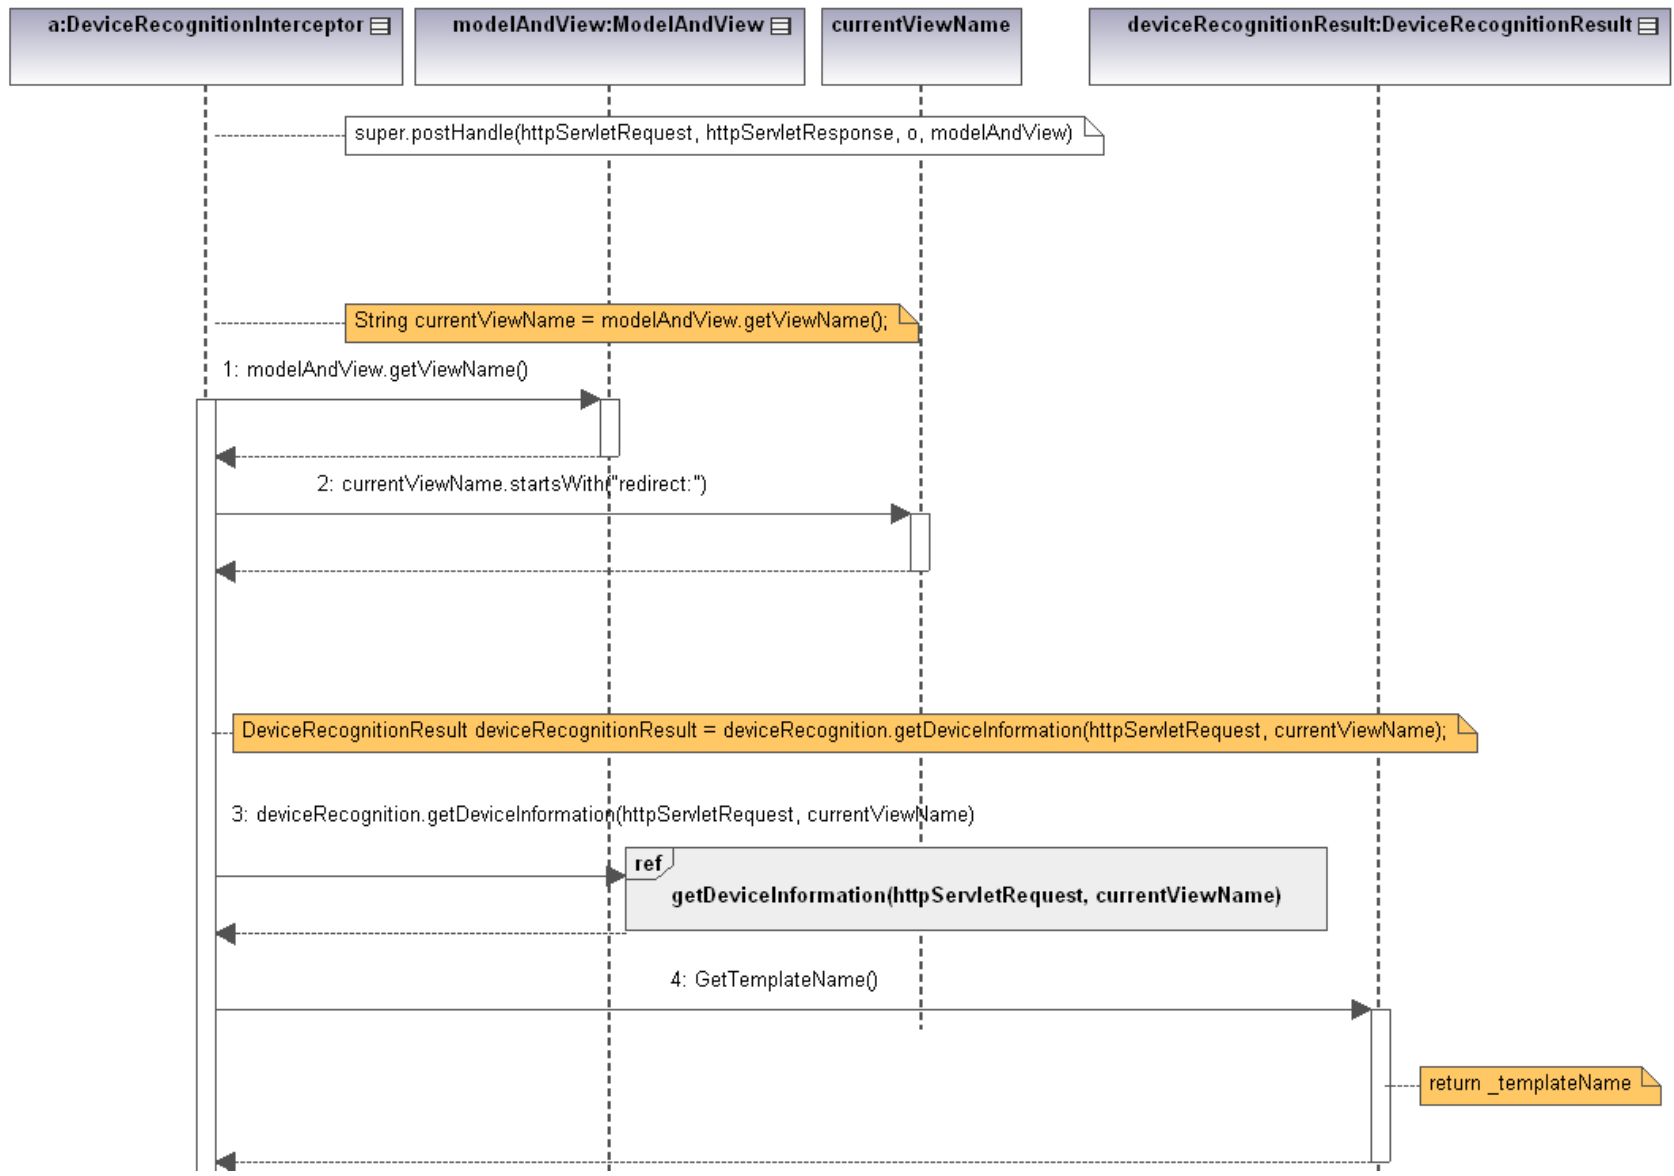 a:DeviceRecognitionInterceptor
modelAndView:ModelAndView
currentViewName
deviceRecognitionResult:DeviceRecognitionResult
super.postHandle(httpServletRequest, httpServletResponse, o, modelAndView)
String currentViewName = modelAndView.getViewName();
1: modelAndView.getViewName()
2: currentViewName.startsWith("redirect:")
DeviceRecognitionResult deviceRecognitionResult = deviceRecognition.getDeviceInformation(httpServletRequest, currentViewName);
3: deviceRecognition.getDeviceInformation(httpServletRequest, currentViewName)
ref
getDeviceInformation(httpServletRequest, currentViewName)
4: GetTemplateName()
return _templateName